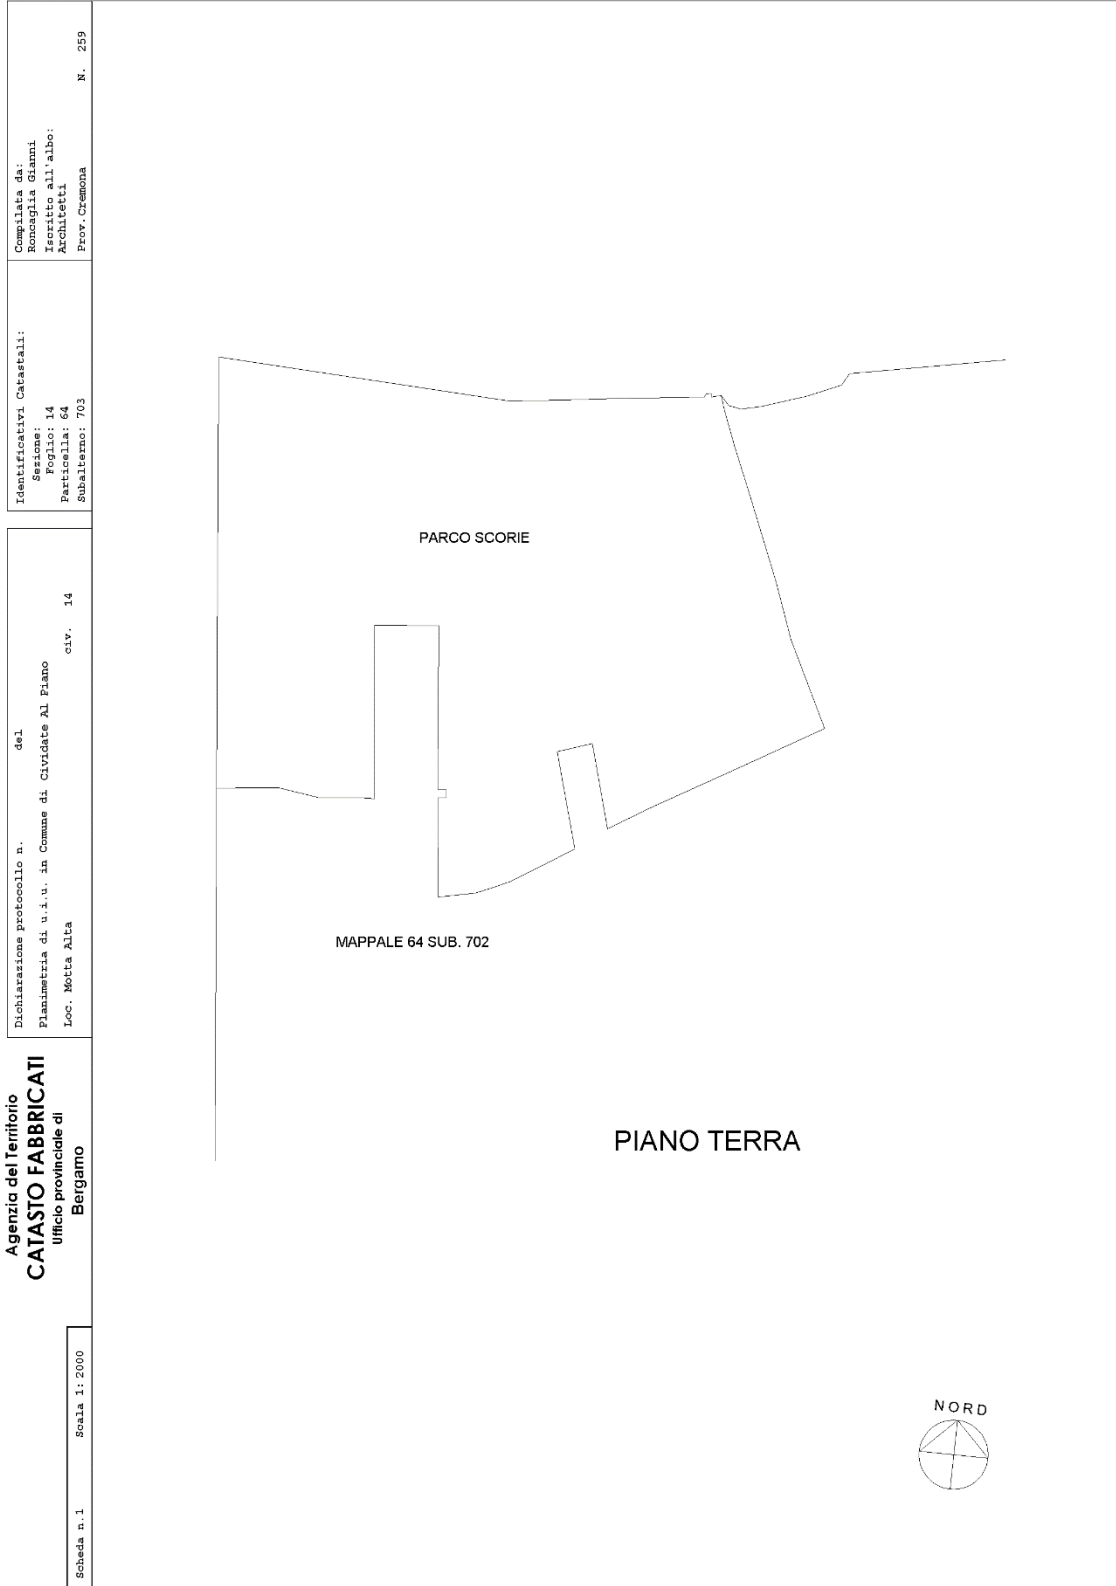 Agenzia del Territorio
CATASTO FABBRICATI
Ufficio provinciale di
Bergamo
Dichiarazione protocollo n. del
Planimetria di u.i.u. in Comune di Cividate Al Piano
Loc. Motta Alta civ. 14
Identificativi Catastali:
Sezione:
Foglio: 14
Particella: 64
Subalterno: 703
Compilata da:
Roncaglia Gianni
Iscritto all'albo:
Architetti
Prov. Cremona N. 259
Scheda n. 1 Scala 1: 2000
PARCO SCORIE
MAPPALE 64 SUB. 702
PIANO TERRA
NORD